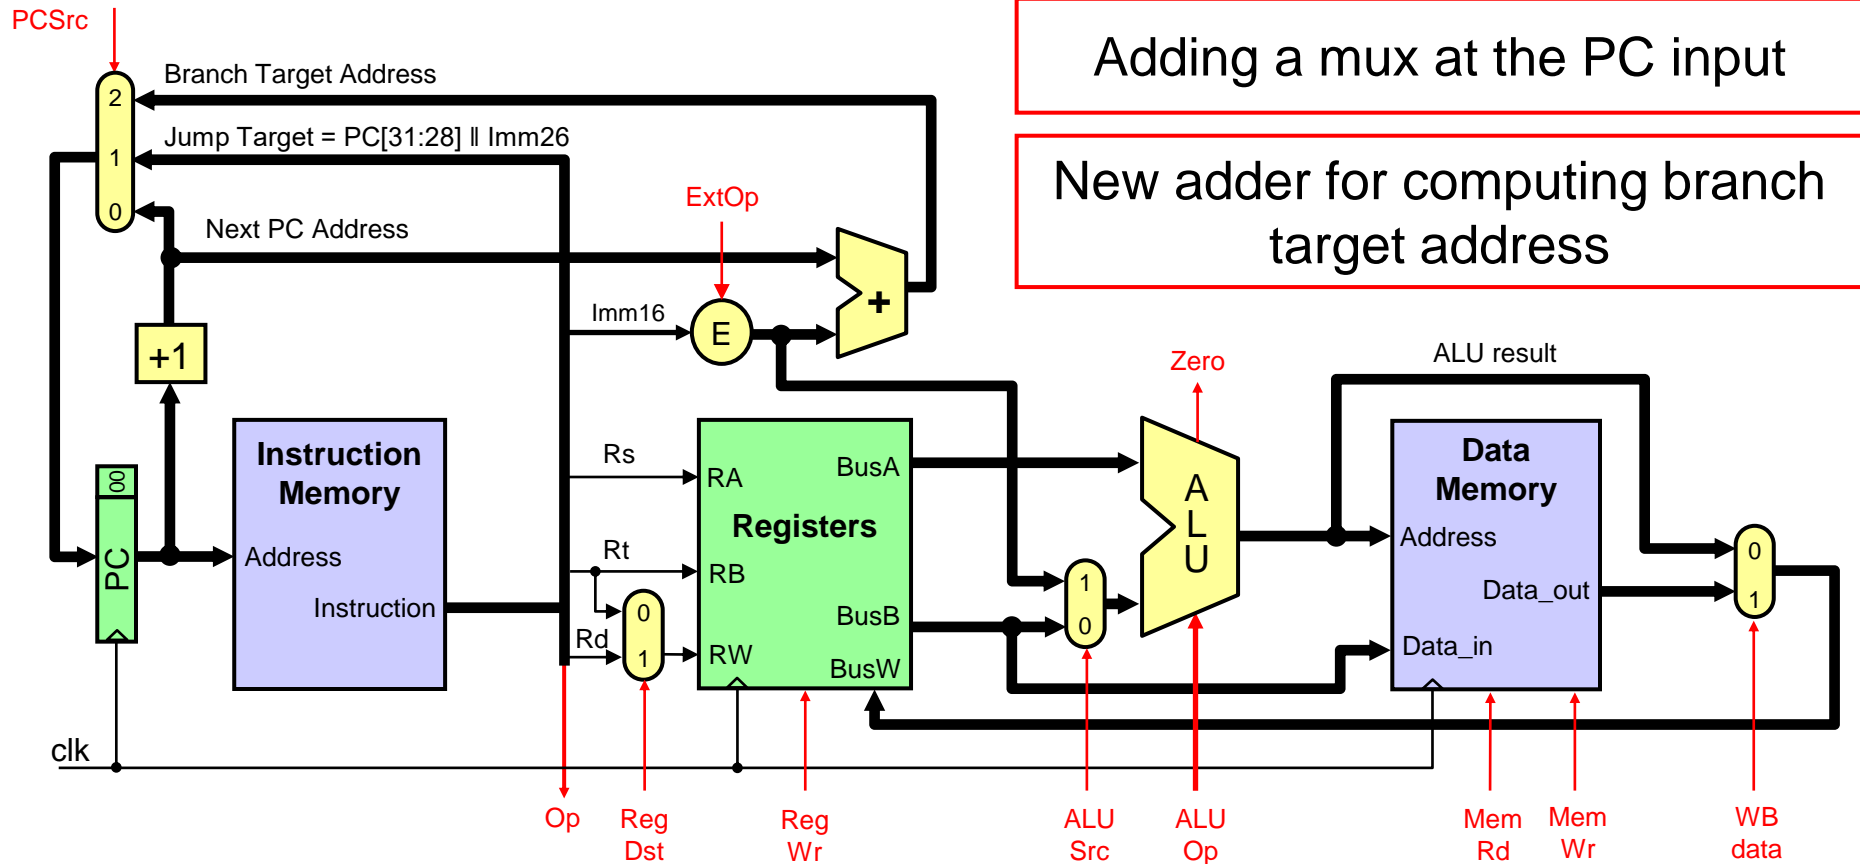 PCSrc
Adding a mux at the PC input
Branch Target Address
2
Jump Target = PC[31:28] ‖ Imm26
1
New adder for computing branch
target address
ExtOp
0
Next PC Address
+
Imm16
E
+1
Zero
ALU result
Instruction
Memory
Rs
RA
BusA
Data
Memory
00
PC
Registers
A
L
U
Address
Address
0
1
Rt
RB
1
0
Data_out
Instruction
0
1
BusB
Rd
RW
BusW
Data_in
clk
Op
Reg
Dst
Reg
Wr
ALU
Src
ALU
Op
Mem
Rd
Mem
Wr
WB
data